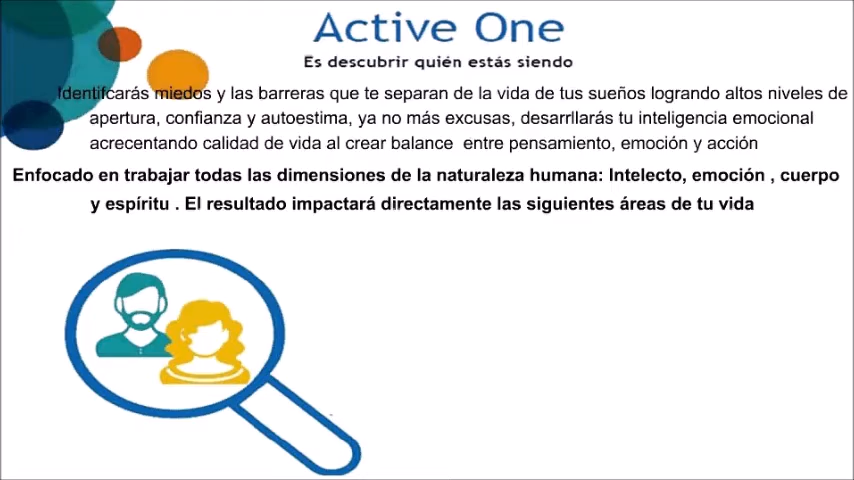 Active One
Es descubrir quién estás siendo
Identifcarás miedos y las barreras que te separan de la vida de tus sueños logrando altos niveles de
apertura, confianza y autoestima, ya no más excusas, desarrllarás tu inteligencia emocional
acrecentando calidad de vida al crear balance entre pensamiento, emoción y acción
Enfocado en trabajar todas las dimensiones de la naturaleza humana: Intelecto, emoción , cuerpo
y espíritu . El resultado impactará directamente las siguientes áreas de tu vida